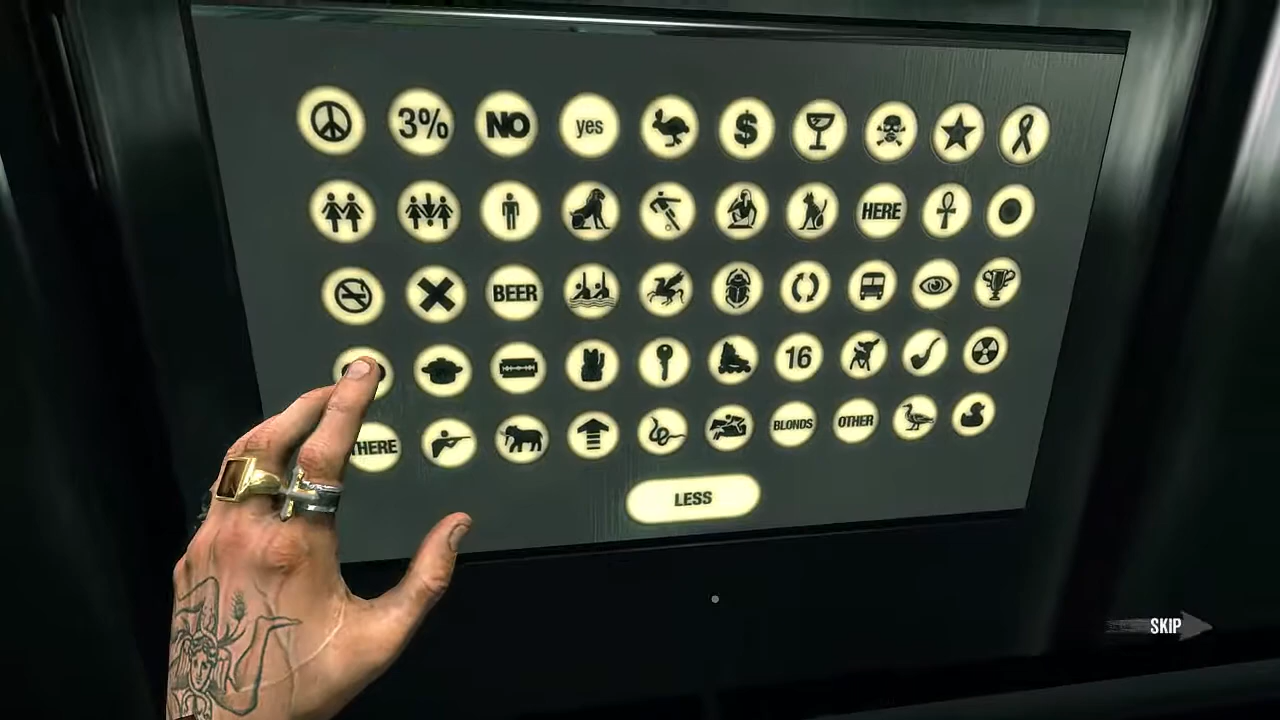 3% NO yes $
HERE
BEER
16
THERE BLONDS OTHER
LESS
SKIP